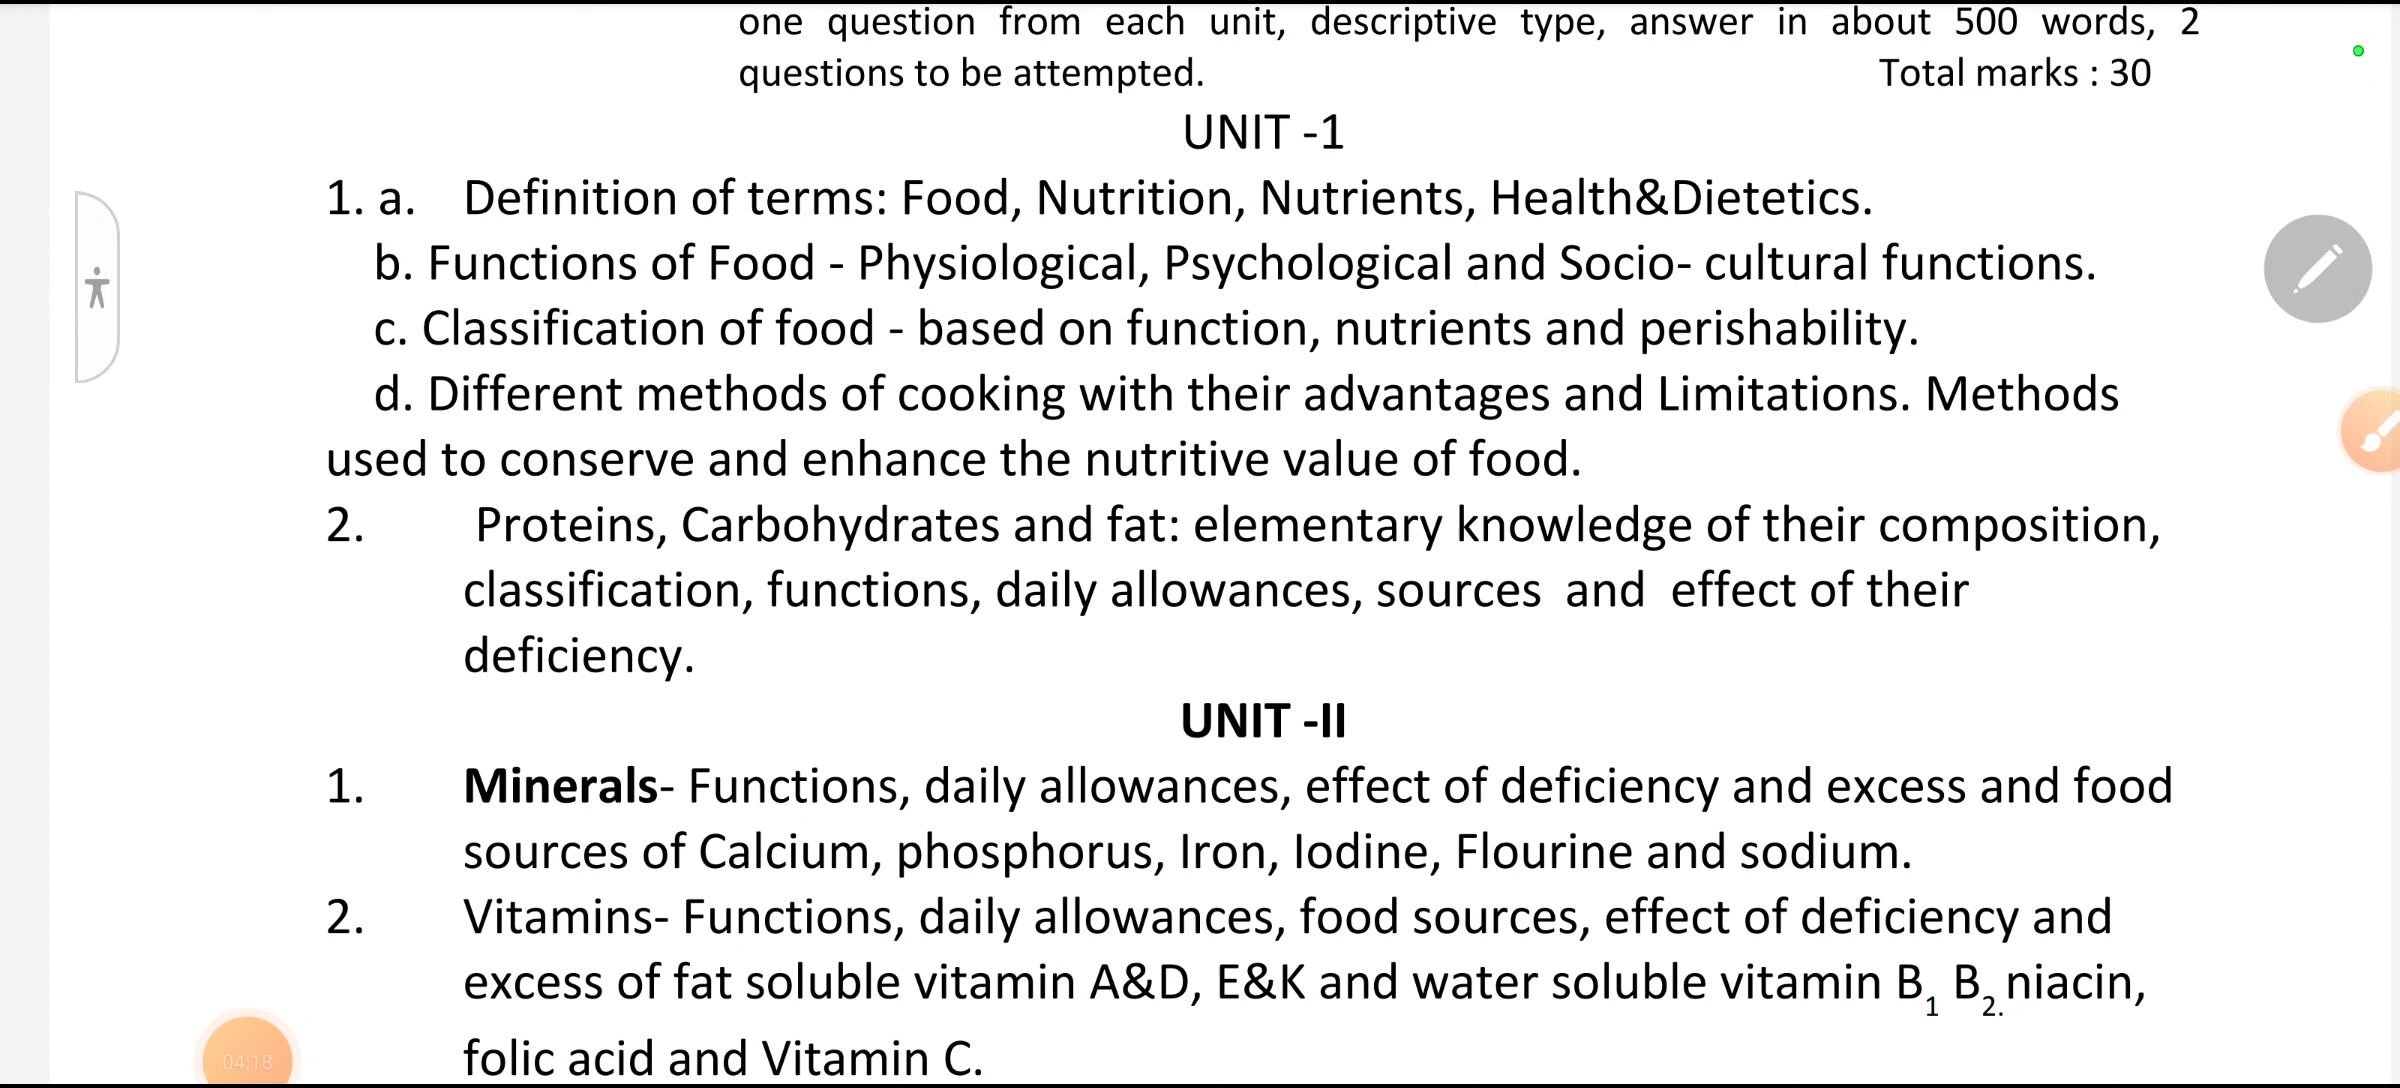 one question from each unit, descriptive type, answer in about 500 words, 2
questions to be attempted. Total marks : 30
UNIT -1
1. a. Definition of terms: Food, Nutrition, Nutrients, Health&Dietetics.
b. Functions of Food - Physiological, Psychological and Socio- cultural functions.
c. Classification of food - based on function, nutrients and perishability.
d. Different methods of cooking with their advantages and Limitations. Methods
used to conserve and enhance the nutritive value of food.
2. Proteins, Carbohydrates and fat: elementary knowledge of their composition,
classification, functions, daily allowances, sources and effect of their
deficiency.
UNIT -II
1. Minerals- Functions, daily allowances, effect of deficiency and excess and food
sources of Calcium, phosphorus, Iron, Iodine, Flourine and sodium.
2. Vitamins- Functions, daily allowances, food sources, effect of deficiency and
excess of fat soluble vitamin A&D, E&K and water soluble vitamin B1 B2. niacin,
folic acid and Vitamin C.
04:18